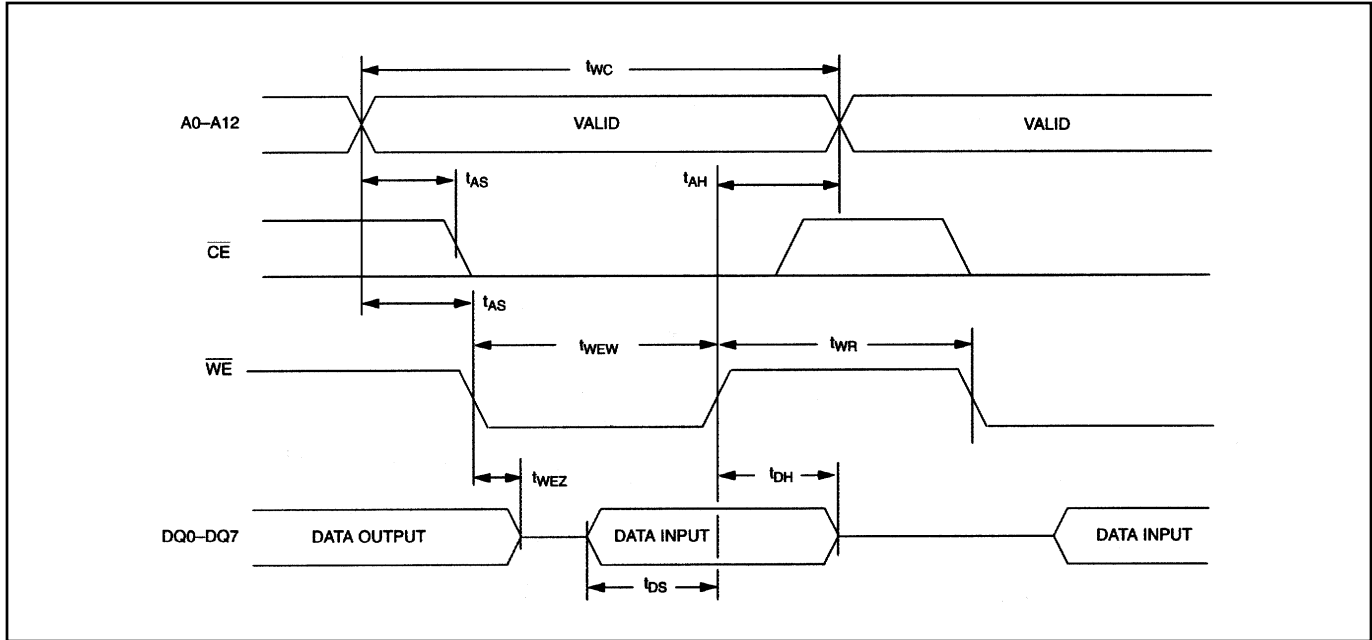 tWC
A0–A12 VALID VALID
tAS tAH
CE
tAS
tWEW tWR
WE
tWEZ tDH
DQ0–DQ7 DATA OUTPUT DATA INPUT DATA INPUT
tDS